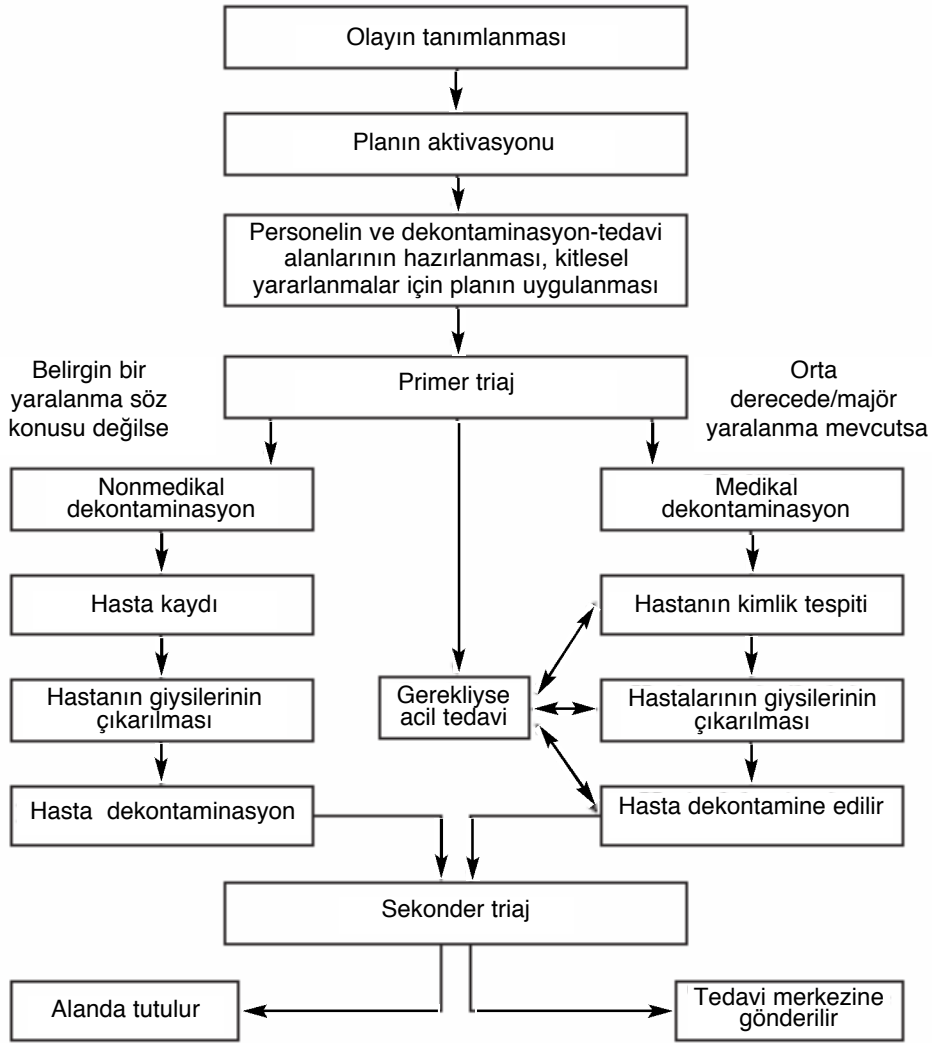 Olayın tanımlanması
Planın aktivasyonu
Personelin ve dekontaminasyon-tedavi
alanlarının hazırlanması, kitlesel
yararlanmalar için planın uygulanması
Belirgin bir
yaralanma söz
konusu değilse
Primer triaj
Orta
derecede/majör
yaralanma mevcutsa
Nonmedikal
dekontaminasyon
Medikal
dekontaminasyon
Hasta kaydı
Hastanın kimlik tespiti
Hastanın giysilerinin
çıkarılması
Gerekliyse
acil tedavi
Hastalarının giysilerinin
çıkarılması
Hasta dekontaminasyon
Hasta dekontamine edilir
Sekonder triaj
Alanda tutulur
Tedavi merkezine
gönderilir